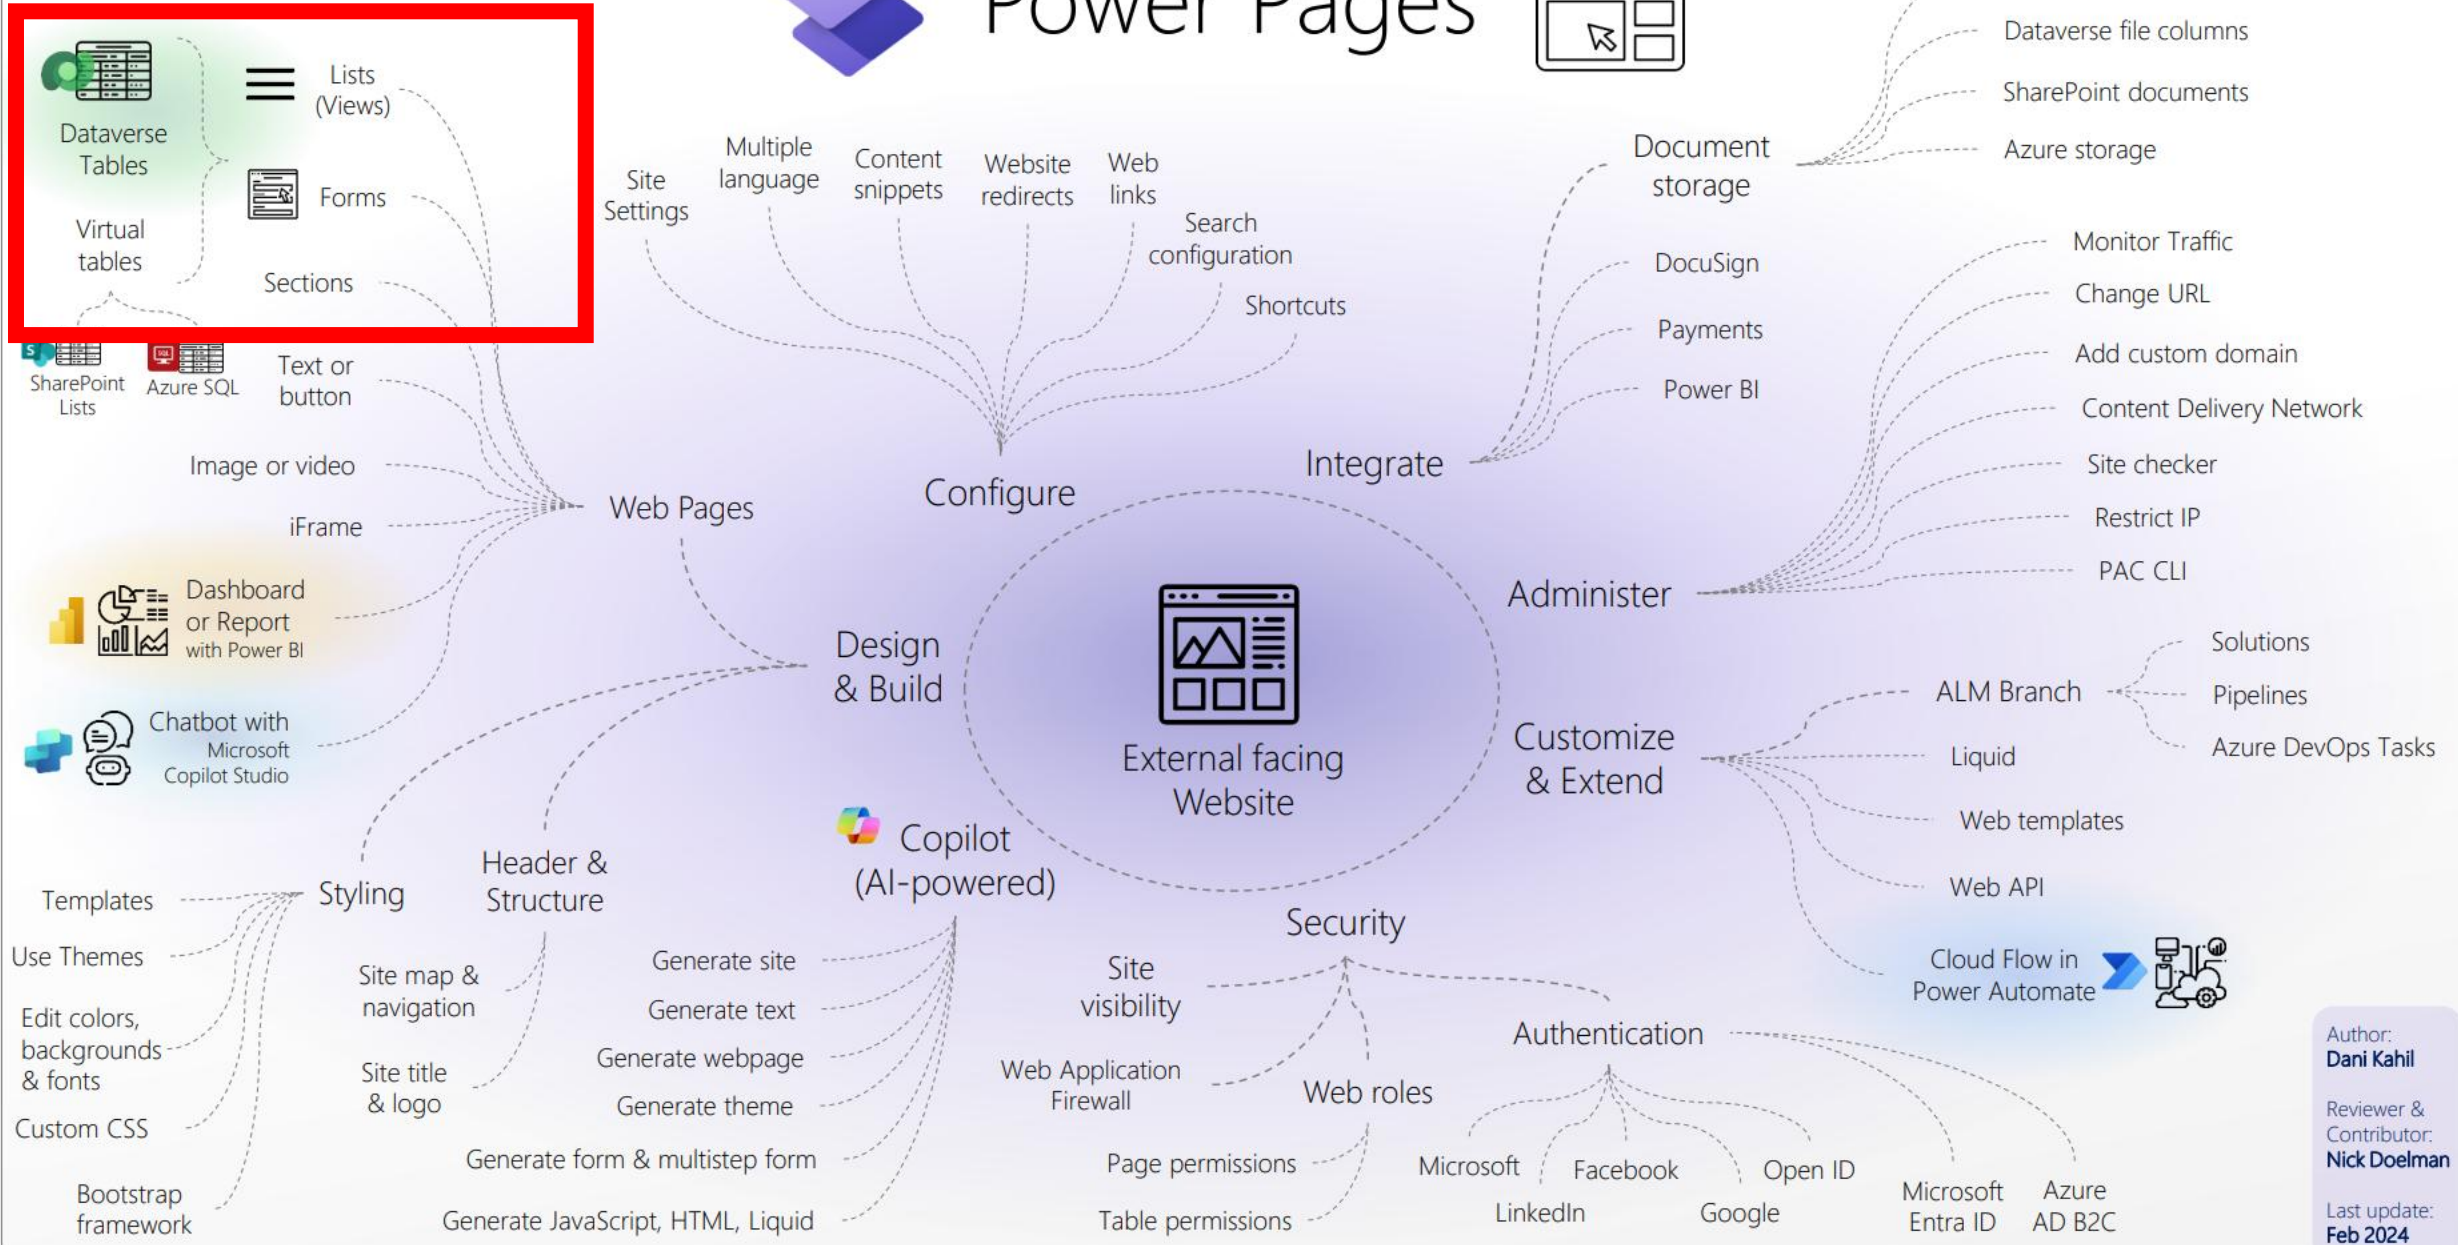 Power Pages
Dataverse
Tables
Virtual
tables
SharePoint
Lists
Azure SQL
Lists
(Views)
Forms
Sections
Text or
button
Image or video
iFrame
Dashboard
or Report
with Power BI
Chatbot with
Microsoft
Copilot Studio
Web Pages
Design
& Build
Styling
Templates
Use Themes
Edit colors,
backgrounds
& fonts
Custom CSS
Bootstrap
framework
Header &
Structure
Site map &
navigation
Site title
& logo
Site
Settings
Multiple
language
Content
snippets
Website
redirects
Web
links
Search
configuration
Shortcuts
Configure
Integrate
Document
storage
Dataverse file columns
SharePoint documents
Azure storage
DocuSign
Payments
Power BI
Administer
Monitor Traffic
Change URL
Add custom domain
Content Delivery Network
Site checker
Restrict IP
PAC CLI
External facing
Website
Customize
& Extend
ALM Branch
Solutions
Pipelines
Azure DevOps Tasks
Liquid
Web templates
Web API
Cloud Flow in
Power Automate
Copilot
(AI-powered)
Generate site
Generate text
Generate webpage
Generate theme
Generate form & multistep form
Generate JavaScript, HTML, Liquid
Security
Site
visibility
Web Application
Firewall
Web roles
Page permissions
Table permissions
Authentication
Microsoft
LinkedIn
Facebook
Google
Open ID
Microsoft
Entra ID
Azure
AD B2C
Author:
Dani Kahil
Reviewer &
Contributor:
Nick Doelman
Last update:
Feb 2024